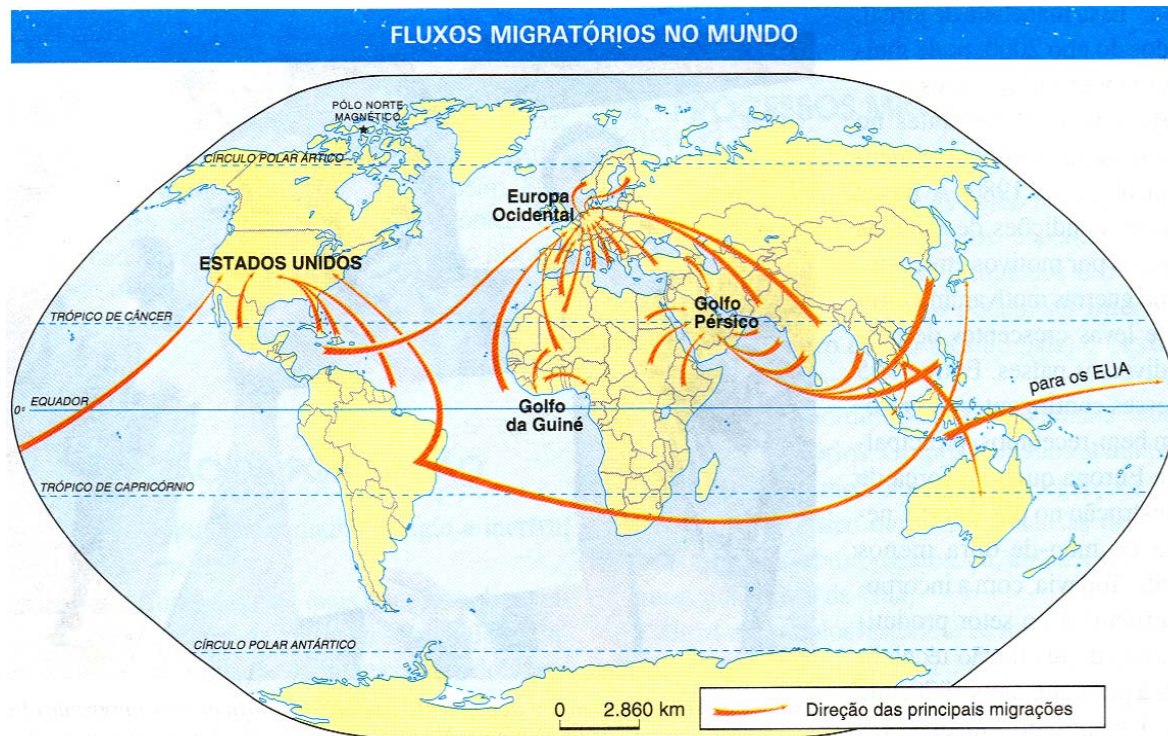 FLUXOS MIGRATÓRIOS NO MUNDO
PÓLO NORTE
MAGNÉTICO
CÍRCULO POLAR ÁRTICO
Europa
Ocidental
ESTADOS UNIDOS
Golfo
Pérsico
TRÓPICO DE CÂNCER
para os EUA
0° EQUADOR
Golfo
da Guiné
TRÓPICO DE CAPRICÓRNIO
CÍRCULO POLAR ANTÁRTICO
0 2.860 km
Direção das principais migrações